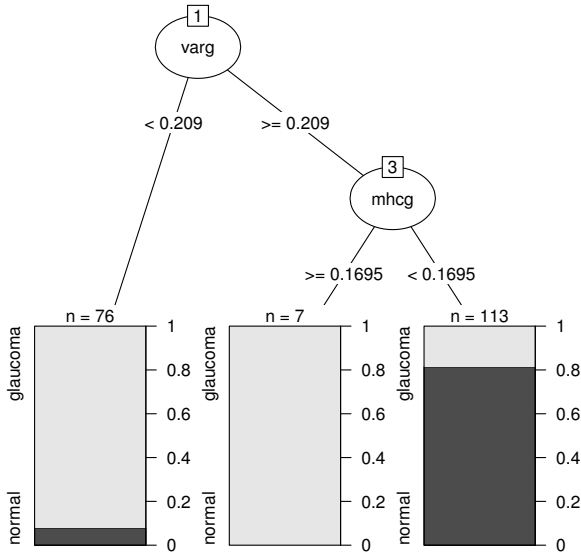 1
varg
< 0.209
>= 0.209
3
mhcg
>= 0.1695
< 0.1695
n = 76
normal
glaucoma
0
0.2
0.4
0.6
0.8
1
n = 7
normal
glaucoma
0
0.2
0.4
0.6
0.8
1
n = 113
normal
glaucoma
0
0.2
0.4
0.6
0.8
1